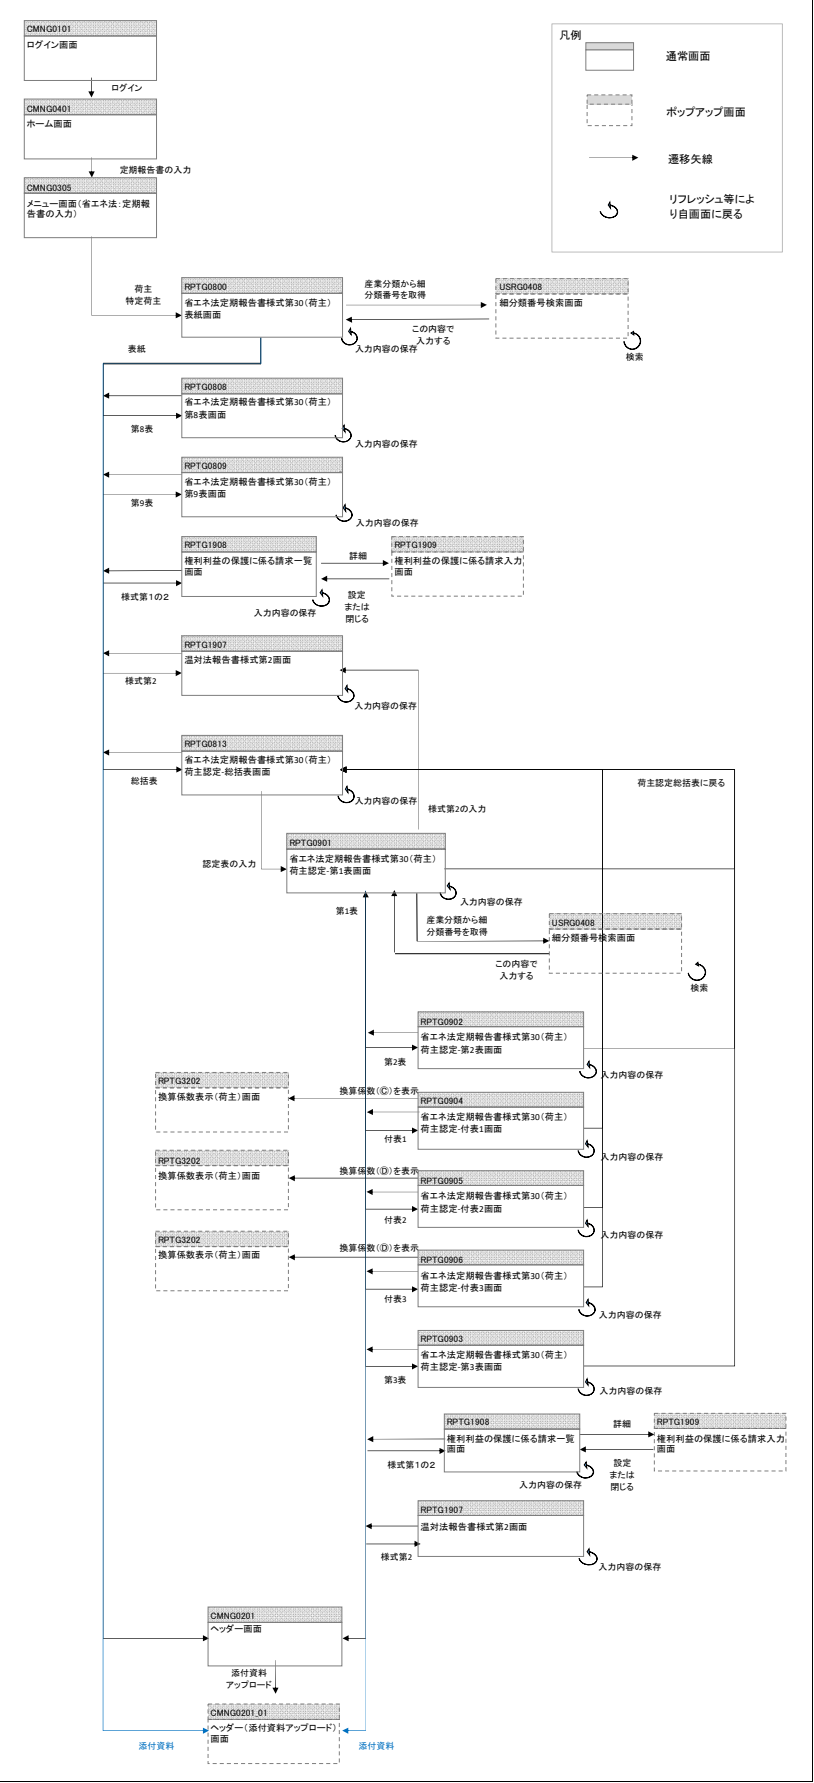 CMNG0101
ログイン画面
ログイン
CMNG0401
ホーム画面
定期報告書の入力
CMNG0305
メニュー画面（省エネ法：定期報
告書の入力）
凡例
通常画面
ポップアップ画面
遷移矢線
リフレッシュ等によ
り自画面に戻る
荷主
特定荷主
RPTG0800
省エネ法定期報告書様式第30（荷主）
表紙画面
入力内容の保存
産業分類から細
分類番号を取得
この内容で
入力する
USRG0408
細分類番号検索画面
検索
表紙
RPTG0808
省エネ法定期報告書様式第30（荷主）
第8表画面
第8表
入力内容の保存
RPTG0809
省エネ法定期報告書様式第30（荷主）
第9表画面
第9表
入力内容の保存
RPTG1908
権利利益の保護に係る請求一覧
画面
様式第1の2
入力内容の保存
詳細
設定
または
閉じる
RPTG1909
権利利益の保護に係る請求入力
画面
RPTG1907
温対法報告書様式第2画面
様式第2
入力内容の保存
RPTG0813
省エネ法定期報告書様式第30（荷主）
荷主認定-総括表画面
総括表
入力内容の保存
様式第2の入力
荷主認定総括表に戻る
認定表の入力
RPTG0901
省エネ法定期報告書様式第30（荷主）
荷主認定-第1表画面
入力内容の保存
第1表
産業分類から細
分類番号を取得
この内容で
入力する
USRG0408
細分類番号検索画面
検索
RPTG0902
省エネ法定期報告書様式第30（荷主）
荷主認定-第2表画面
第2表
入力内容の保存
RPTG3202
換算係数表示（荷主）画面
換算係数（Ⓒ）を表示
RPTG0904
省エネ法定期報告書様式第30（荷主）
荷主認定-付表1画面
付表1
入力内容の保存
RPTG3202
換算係数表示（荷主）画面
換算係数（Ⓓ）を表示
RPTG0905
省エネ法定期報告書様式第30（荷主）
荷主認定-付表2画面
付表2
入力内容の保存
RPTG3202
換算係数表示（荷主）画面
換算係数（Ⓓ）を表示
RPTG0906
省エネ法定期報告書様式第30（荷主）
荷主認定-付表3画面
付表3
入力内容の保存
RPTG0903
省エネ法定期報告書様式第30（荷主）
荷主認定-第3表画面
第3表
入力内容の保存
RPTG1908
権利利益の保護に係る請求一覧
画面
様式第1の2
入力内容の保存
詳細
設定
または
閉じる
RPTG1909
権利利益の保護に係る請求入力
画面
RPTG1907
温対法報告書様式第2画面
様式第2
入力内容の保存
CMNG0201
ヘッダー画面
添付資料
アップロード
CMNG0201_01
ヘッダー（添付資料アップロード）
画面
添付資料
添付資料